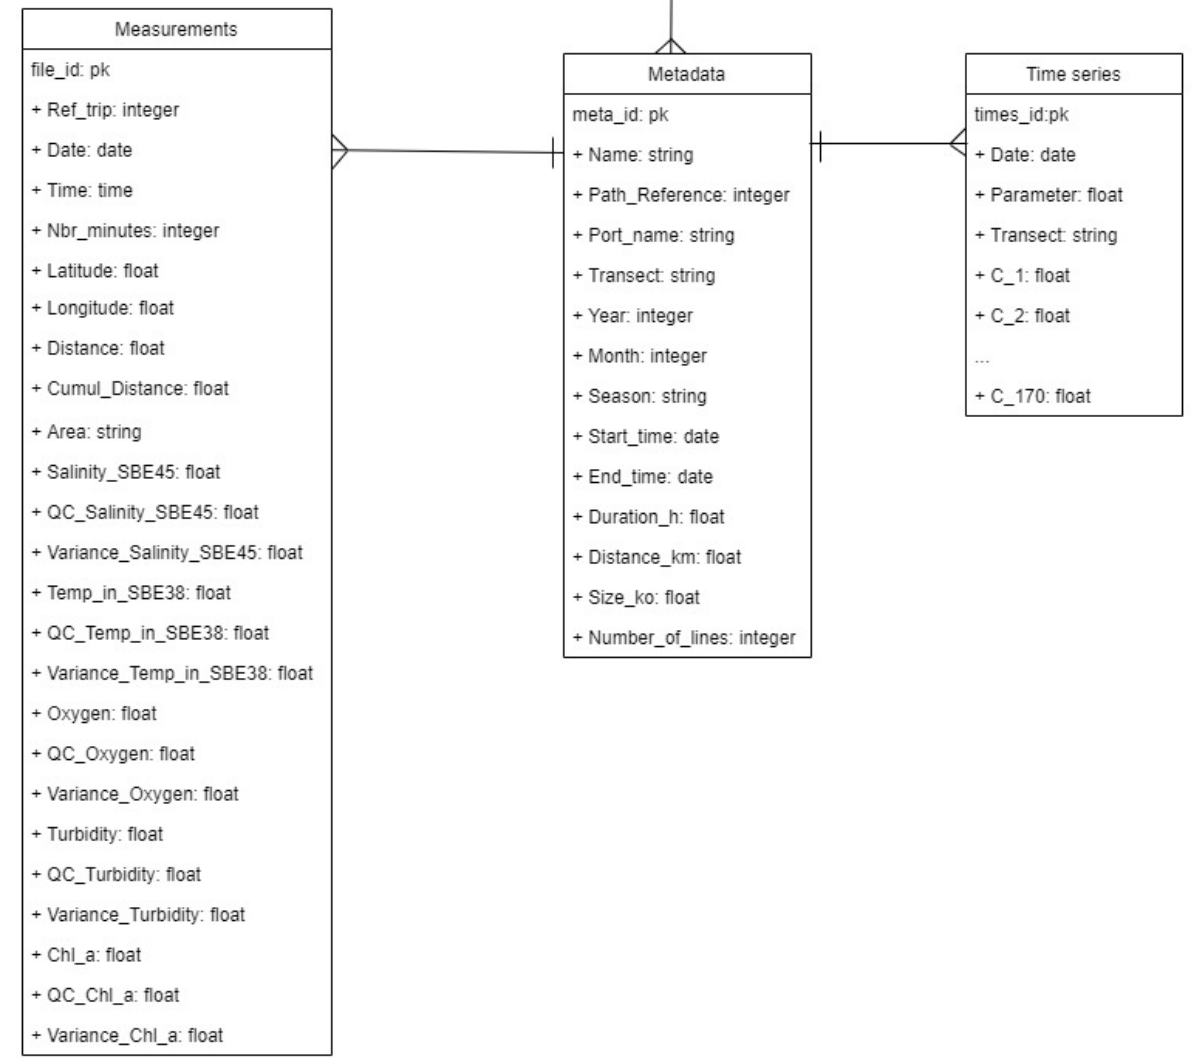 Measurements
file_id: pk
+ Ref_trip: integer
+ Date: date
+ Time: time
+ Nbr_minutes: integer
+ Latitude: float
+ Longitude: float
+ Distance: float
+ Cumul_Distance: float
+ Area: string
+ Salinity_SBE45: float
+ QC_Salinity_SBE45: float
+ Variance_Salinity_SBE45: float
+ Temp_in_SBE38: float
+ QC_Temp_in_SBE38: float
+ Variance_Temp_in_SBE38: float
+ Oxygen: float
+ QC_Oxygen: float
+ Variance_Oxygen: float
+ Turbidity: float
+ QC_Turbidity: float
+ Variance_Turbidity: float
+ Chl_a: float
+ QC_Chl_a: float
+ Variance_Chl_a: float
Metadata
meta_id: pk
+ Name: string
+ Path_Reference: integer
+ Port_name: string
+ Transect: string
+ Year: integer
+ Month: integer
+ Season: string
+ Start_time: date
+ End_time: date
+ Duration_h: float
+ Distance_km: float
+ Size_ko: float
+ Number_of_lines: integer
Time series
times_id:pk
+ Date: date
+ Parameter: float
+ Transect: string
+ C_1: float
+ C_2: float
...
+ C_170: float